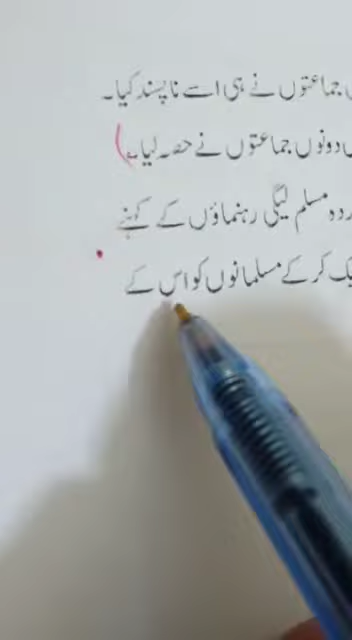 جماعتوں نے ہی اسے ناپسند کیا۔
دونوں جماعتوں نے حصہ لیا۔)
مسلم لیگی رہنماؤں کے کہنے
کر کے مسلمانوں کو اس کے